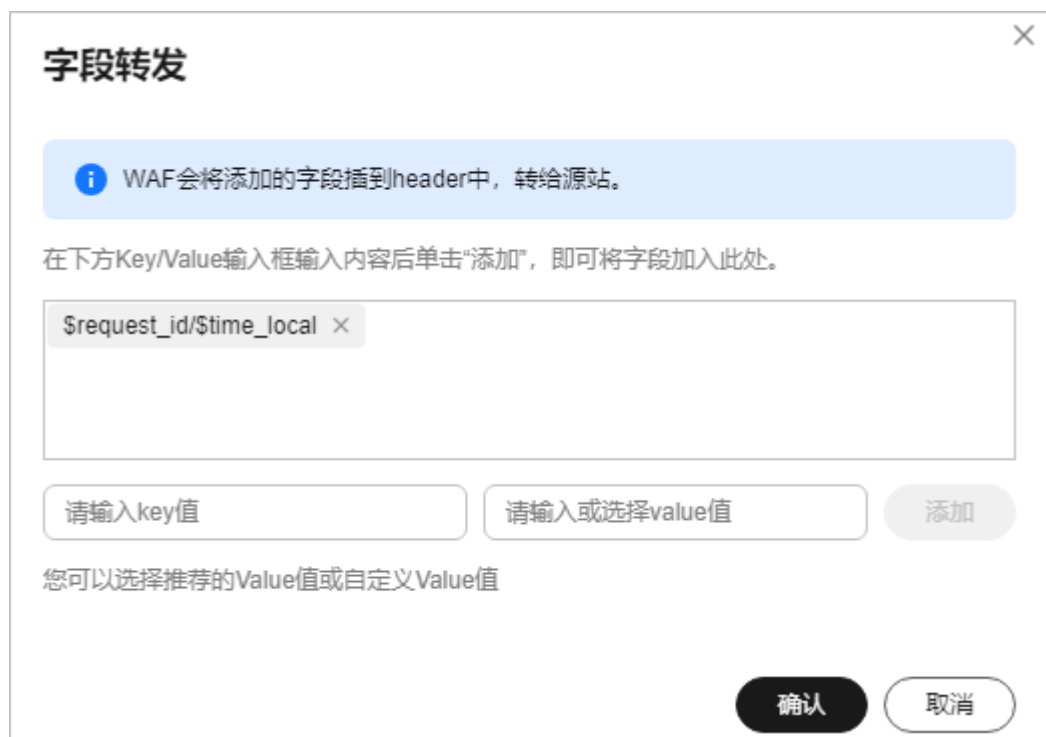 字段转发
WAF会将添加的字段插到header中，转给源站。
在下方Key/Value输入框输入内容后单击“添加”，即可将字段加入此处。
$request_id/$time_local ×
请输入key值 请输入或选择value值 添加
您可以选择推荐的Value值或自定义Value值
确认 取消